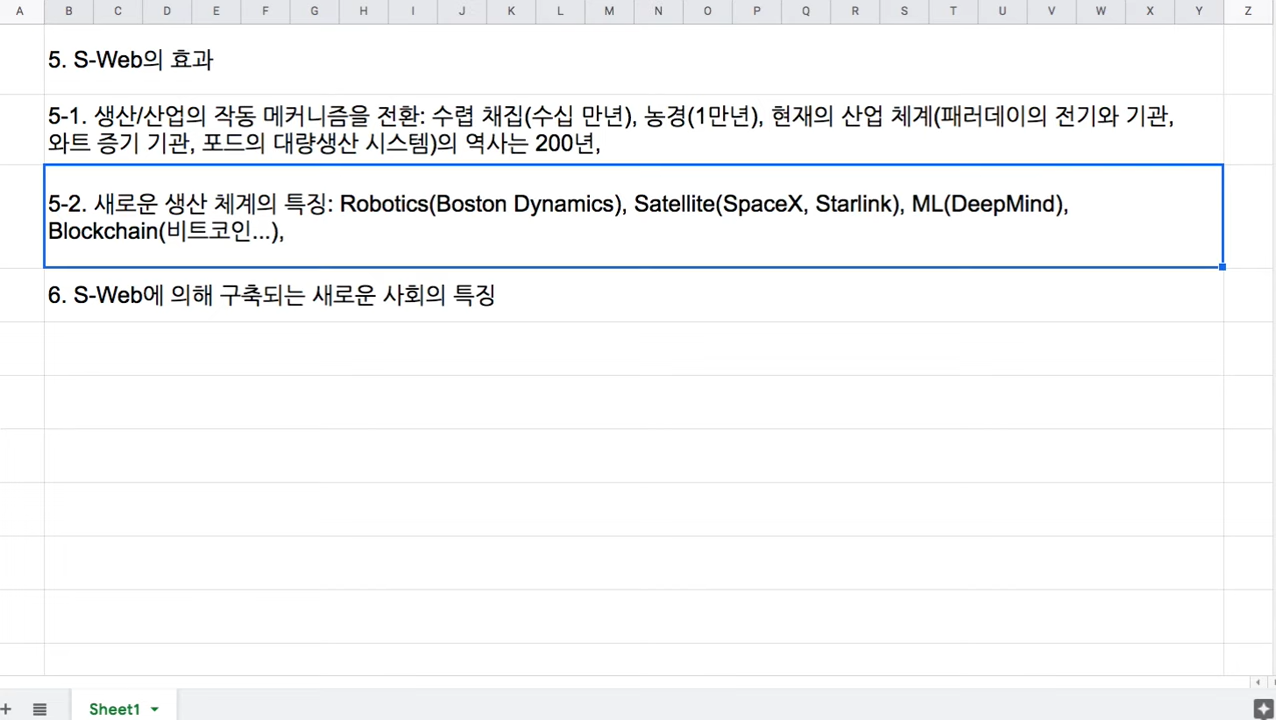 A B C D E F G H I J K L M N O P Q R S T U V W X Y Z
5. S-Web의 효과
5-1. 생산/산업의 작동 메커니즘을 전환: 수렵 채집(수십 만년), 농경(1만년), 현재의 산업 체계(패러데이의 전기와 기관,
와트 증기 기관, 포드의 대량생산 시스템)의 역사는 200년,
5-2. 새로운 생산 체계의 특징: Robotics(Boston Dynamics), Satellite(SpaceX, Starlink), ML(DeepMind),
Blockchain(비트코인...),
6. S-Web에 의해 구축되는 새로운 사회의 특징
Sheet1